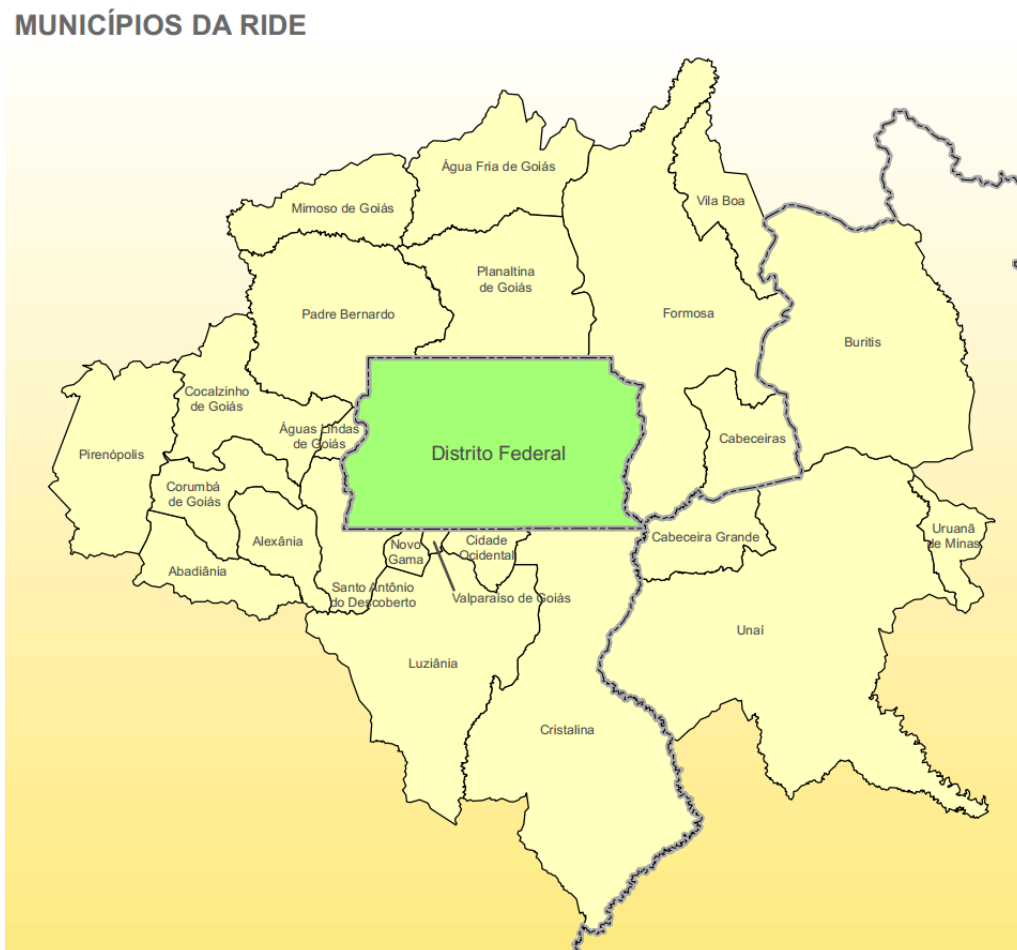 MUNICÍPIOS DA RIDE
Água Fria de Goiás
Mimoso de Goiás
Vila Boa
Planaltina
de Goiás
Padre Bernardo
Formosa
Buritis
Cocalzinho
de Goiás
Águas Lindas
de Goiás
Cabeceiras
Pirenópolis
Distrito Federal
Corumbá
de Goiás
Uruanã
de Minas
Alexânia
Novo
Gama
Cidade
Ocidental
Cabeceira Grande
Abadiânia
Santo Antônio
do Descoberto
Valparaíso de Goiás
Unaí
Luziânia
Cristalina